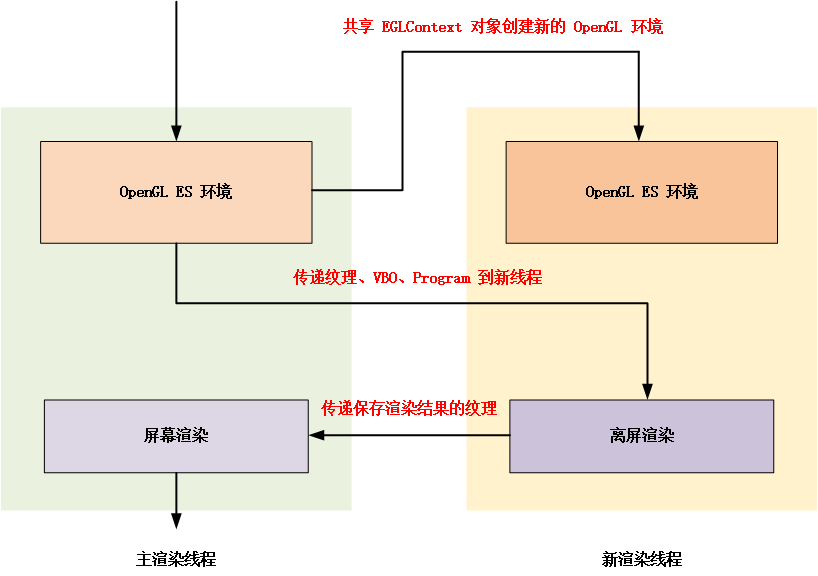 共享 EGLContext 对象创建新的 OpenGL 环境
OpenGL ES 环境
OpenGL ES 环境
传递纹理、VBO、Program 到新线程
传递保存渲染结果的纹理
屏幕渲染
离屏渲染
主渲染线程
新渲染线程